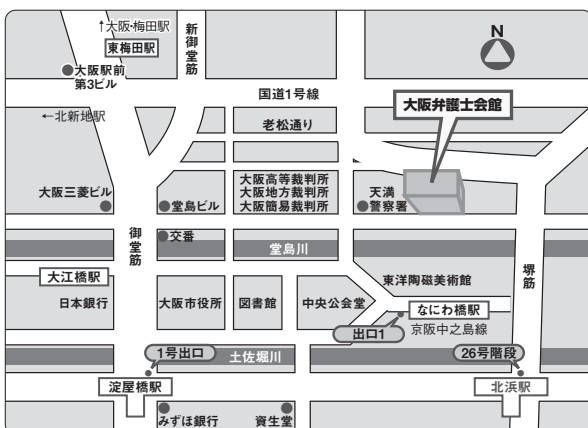 ↑大阪・梅田駅
東梅田駅
新御堂筋
N
大阪駅前
第3ビル
国道1号線
大阪弁護士会館
←北新地駅
老松通り
大阪高等裁判所
大阪地方裁判所
大阪簡易裁判所
天満
警察署
大阪三菱ビル
堂島ビル
御堂筋
交番
堂島川
堺筋
大江橋駅
東洋陶磁美術館
日本銀行
大阪市役所
図書館
中央公会堂
なにわ橋駅
出口1
京阪中之島線
1号出口
土佐堀川
26号階段
淀屋橋駅
北浜駅
みずほ銀行
資生堂